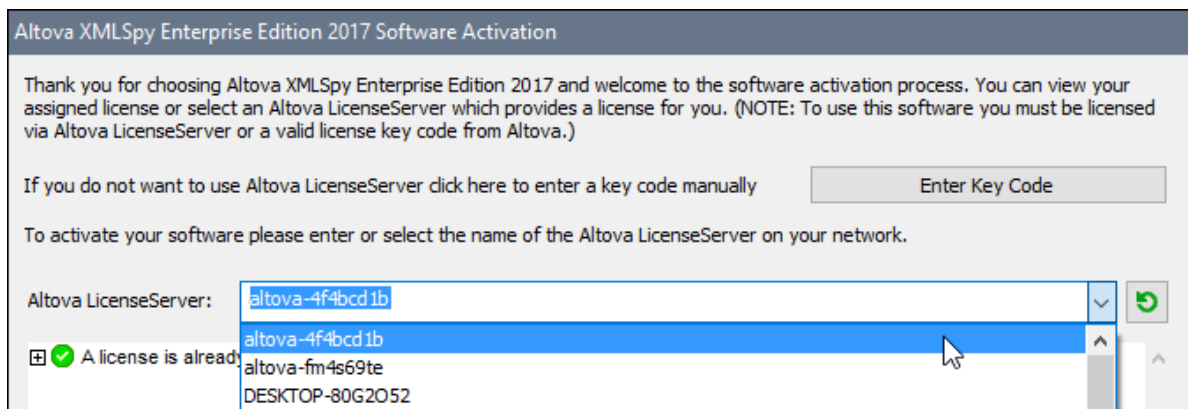 Altova XMLSpy Enterprise Edition 2017 Software Activation
Thank you for choosing Altova XMLSpy Enterprise Edition 2017 and welcome to the software activation process. You can view your
assigned license or select an Altova LicenseServer which provides a license for you. (NOTE: To use this software you must be licensed
via Altova LicenseServer or a valid license key code from Altova.)
If you do not want to use Altova LicenseServer click here to enter a key code manually Enter Key Code
To activate your software please enter or select the name of the Altova LicenseServer on your network.
Altova LicenseServer: altova-4f4bcd1b
altova-4f4bcd1b
A license is already
altova-fm4s69te
DESKTOP-80G2O52